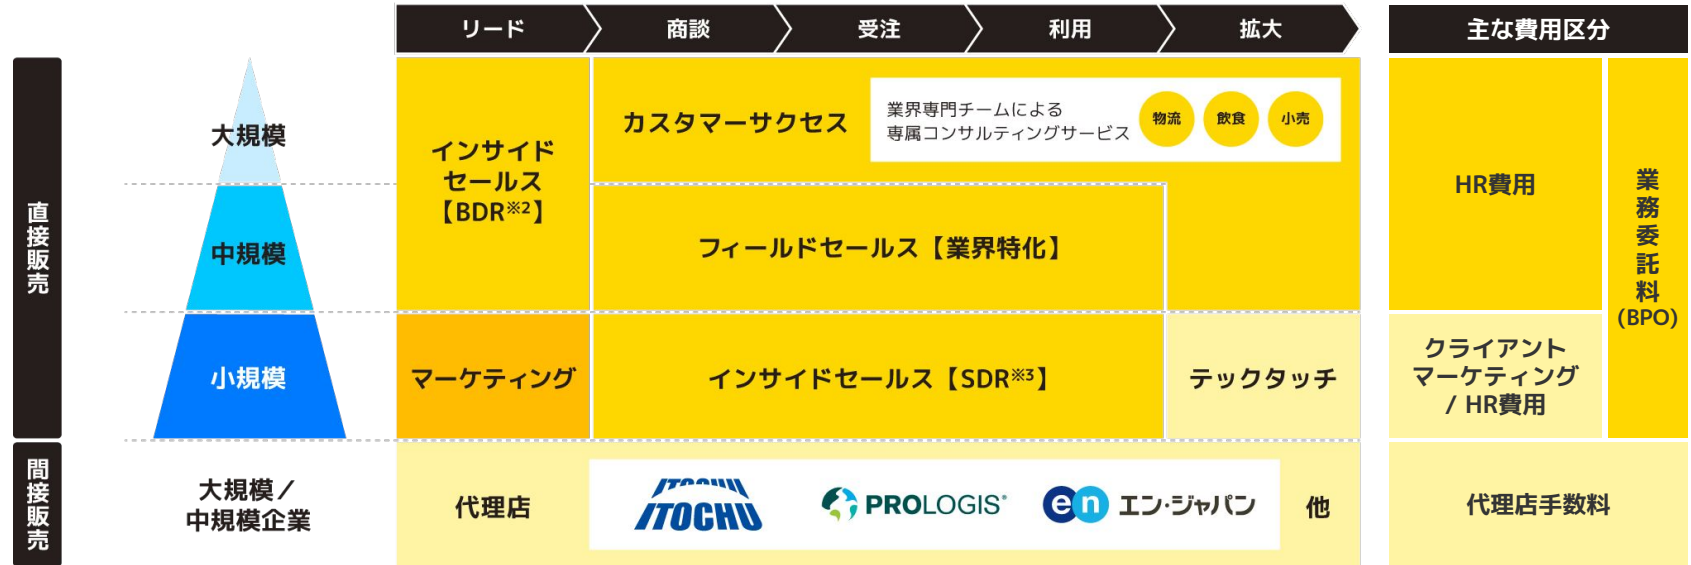 リード
商談
受注
利用
拡大
主な費用区分
直接販売
大規模
中規模
小規模
インサイド
セールス
【BDR※2】
カスタマーサクセス
業界専門チームによる
専属コンサルティングサービス
物流
飲食
小売
フィールドセールス【業界特化】
マーケティング
インサイドセールス【SDR※3】
テックタッチ
HR費用
クライアント
マーケティング
/ HR費用
業務委託料
(BPO)
間接販売
大規模／
中規模企業
代理店
ITOCHU
ITOCHU
PROLOGIS®
en エン・ジャパン
他
代理店手数料